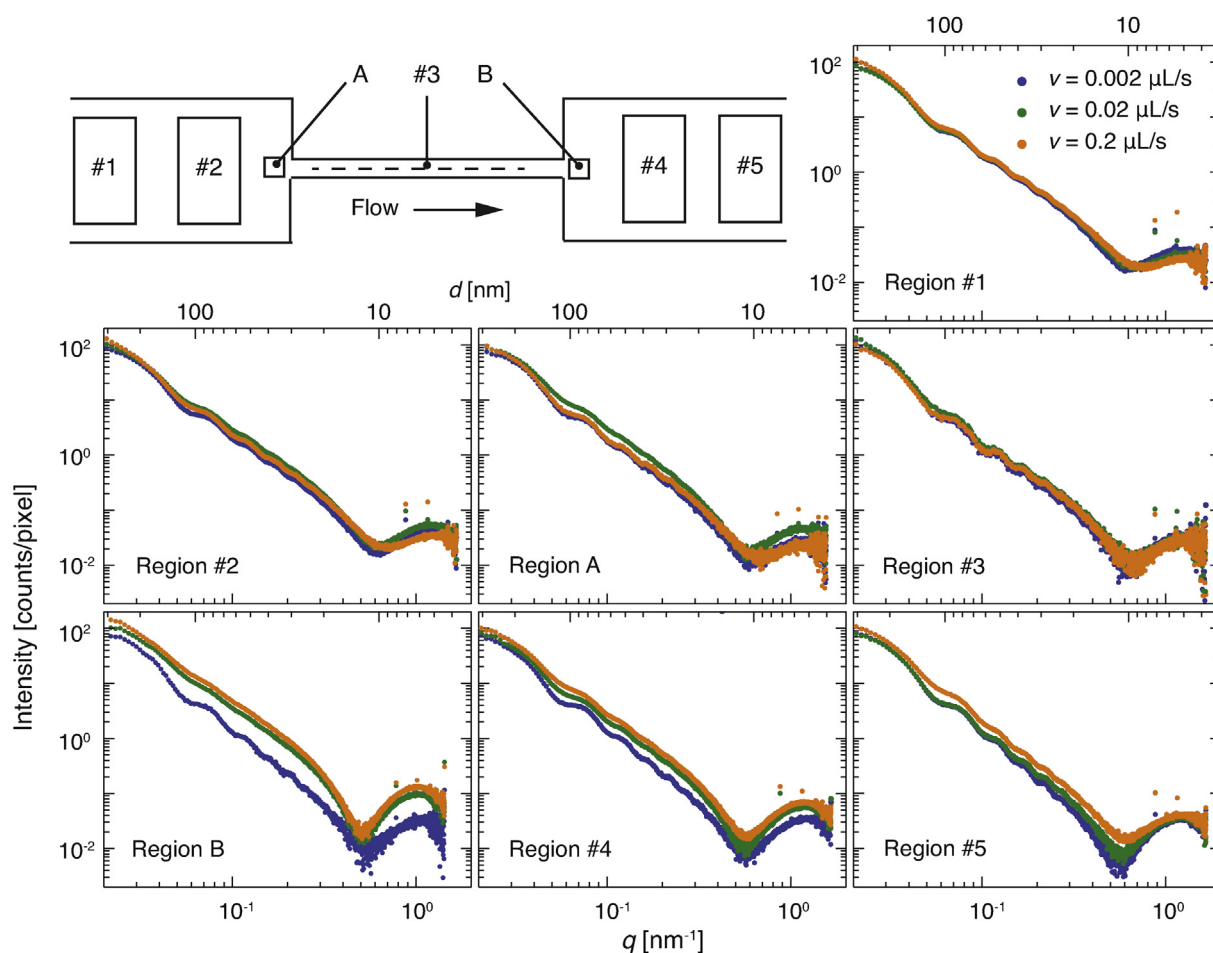 A #3 B
#1 #2 #4 #5
Flow
100 10
v = 0.002 μL/s
v = 0.02 μL/s
v = 0.2 μL/s
10²
10⁰
10⁻²
Region #1
d [nm]
100 10 100 10
10²
10⁰
10⁻²
Region #2 Region A Region #3
Intensity [counts/pixel]
10²
10⁰
10⁻²
Region B Region #4 Region #5
10⁻¹ 10⁰ 10⁻¹ 10⁰ 10⁻¹ 10⁰
q [nm⁻¹]